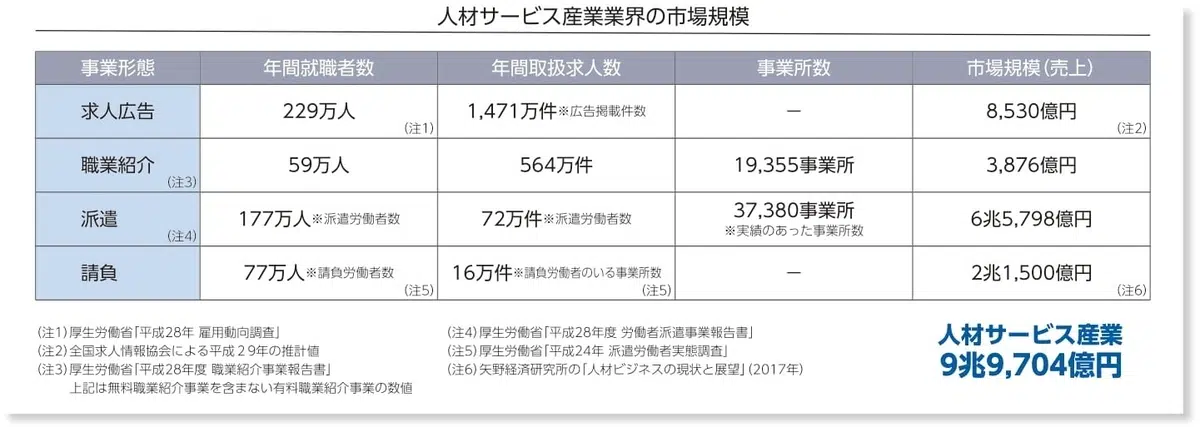 人材サービス産業業界の市場規模
事業形態 年間就職者数 年間取扱求人数 事業所数 市場規模（売上）
求人広告 229万人（注1） 1,471万件※広告掲載件数 － 8,530億円（注2）
職業紹介（注3） 59万人 564万件 19,355事業所 3,876億円
派遣（注4） 177万人※派遣労働者数 72万件※派遣労働者数 37,380事業所 6兆5,798億円
※実績のあった事業所数
請負 77万人※請負労働者数（注5） 16万件※請負労働者のいる事業所数（注5） － 2兆1,500億円（注6）
（注1）厚生労働省「平成28年 雇用動向調査」
（注2）全国求人情報協会による平成29年の推計値
（注3）厚生労働省「平成28年度 職業紹介事業報告書」
上記は無料職業紹介事業を含まない有料職業紹介事業の数値
（注4）厚生労働省「平成28年度 労働者派遣事業報告書」
（注5）厚生労働省「平成24年 派遣労働者実態調査」
（注6）矢野経済研究所の「人材ビジネスの現状と展望」（2017年）
人材サービス産業
9兆9,704億円